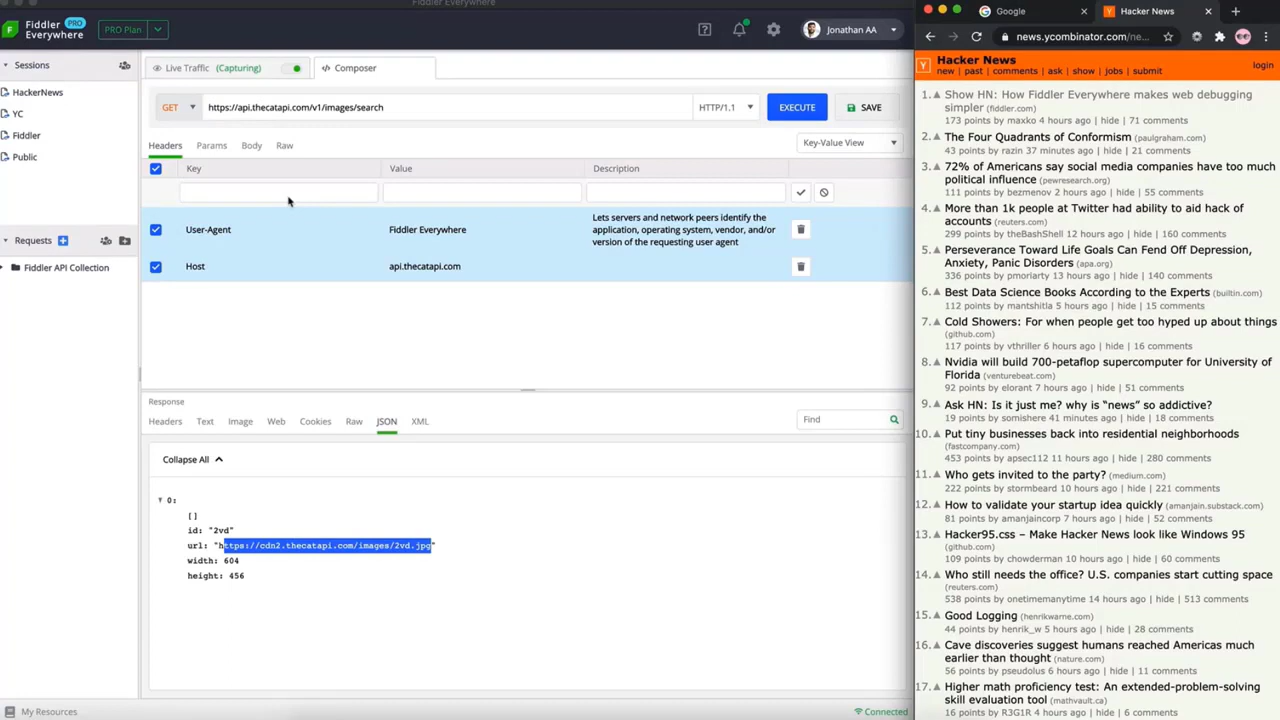 Fiddler Everywhere
Fiddler PRO
Everywhere
PRO Plan
Jonathan AA
Sessions
HackerNews
YC
Fiddler
Public
Requests
Fiddler API Collection
My Resources
Live Traffic (Capturing)
</> Composer
GET https://api.thecatapi.com/v1/images/search HTTP/1.1 EXECUTE SAVE
Headers Params Body Raw Key-Value View
Key Value Description
User-Agent Fiddler Everywhere
Lets servers and network peers identify the
application, operating system, vendor, and/or
version of the requesting user agent
Host api.thecatapi.com
Response
Headers Text Image Web Cookies Raw JSON XML Find
Collapse All
0:
[]
id: "2vd"
url: "https://cdn2.thecatapi.com/images/2vd.jpg"
width: 604
height: 456
Connected
Google
Hacker News
news.ycombinator.com/ne...
Y Hacker News
new | past | comments | ask | show | jobs | submit login
1. Show HN: How Fiddler Everywhere makes web debugging
simpler (fiddler.com)
173 points by maxko 4 hours ago | hide | 71 comments
2. The Four Quadrants of Conformism (paulgraham.com)
43 points by razin 37 minutes ago | hide | 21 comments
3. 72% of Americans say social media companies have too much
political influence (pewresearch.org)
111 points by bezmenov 2 hours ago | hide | 55 comments
4. More than 1k people at Twitter had ability to aid hack of
accounts (reuters.com)
299 points by theBashShell 12 hours ago | hide | 160 comments
5. Perseverance Toward Life Goals Can Fend Off Depression,
Anxiety, Panic Disorders (apa.org)
336 points by pmoriarty 13 hours ago | hide | 140 comments
6. Best Data Science Books According to the Experts (builtin.com)
112 points by mantshitla 5 hours ago | hide | 15 comments
7. Cold Showers: For when people get too hyped up about things
(github.com)
117 points by vthriller 6 hours ago | hide | 16 comments
8. Nvidia will build 700-petaflop supercomputer for University of
Florida (venturebeat.com)
92 points by elorant 7 hours ago | hide | 51 comments
9. Ask HN: Is it just me? why is “news” so addictive?
19 points by somishere 41 minutes ago | hide | 18 comments
10. Put tiny businesses back into residential neighborhoods
(fastcompany.com)
453 points by apsec112 11 hours ago | hide | 280 comments
11. Who gets invited to the party? (medium.com)
222 points by stormbeard 10 hours ago | hide | 221 comments
12. How to validate your startup idea quickly (amanjain.substack.com)
81 points by amanjaincorp 7 hours ago | hide | 52 comments
13. Hacker95.css – Make Hacker News look like Windows 95
(github.com)
109 points by chowderman 10 hours ago | hide | 60 comments
14. Who still needs the office? U.S. companies start cutting space
(reuters.com)
538 points by onetimemanytime 14 hours ago | hide | 513 comments
15. Good Logging (henrikwarne.com)
44 points by henrik_w 5 hours ago | hide | 28 comments
16. Cave discoveries suggest humans reached Americas much
earlier than thought (nature.com)
56 points by pseudolus 6 hours ago | hide | 11 comments
17. Higher math proficiency test: An extended-problem-solving
skill evaluation tool (mathvault.ca)
16 points by R3G1R 4 hours ago | hide | 6 comments